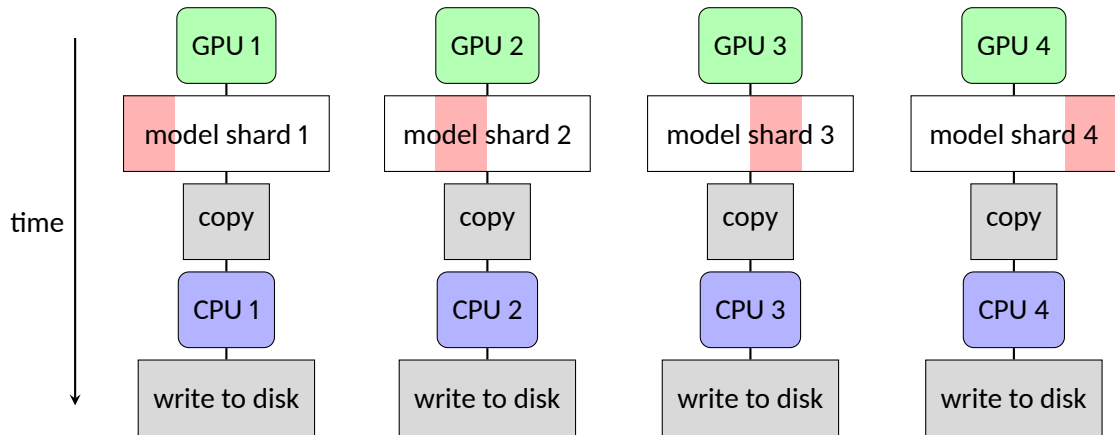 GPU 1 GPU 2 GPU 3 GPU 4
model shard 1 model shard 2 model shard 3 model shard 4
time copy copy copy copy
CPU 1 CPU 2 CPU 3 CPU 4
write to disk write to disk write to disk write to disk